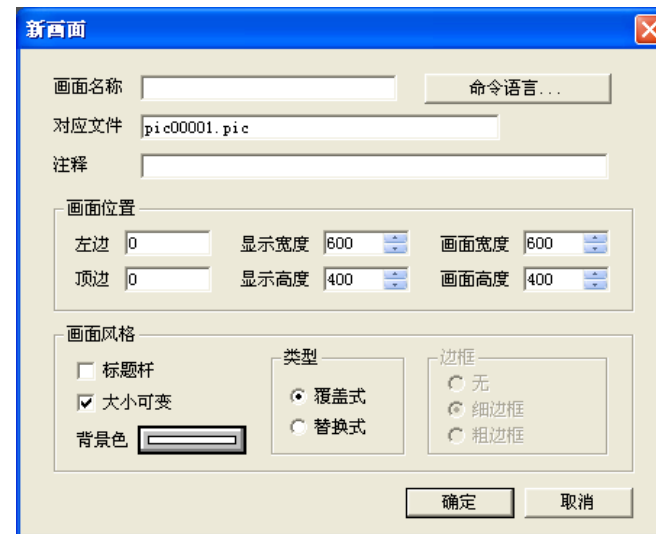 新画面
画面名称 命令语言...
对应文件 pic00001.pic
注释
画面位置
左边 0 显示宽度 600 画面宽度 600
顶边 0 显示高度 400 画面高度 400
画面风格
标题杆
大小可变
背景色
类型
覆盖式
替换式
边框
无
细边框
粗边框
确定 取消